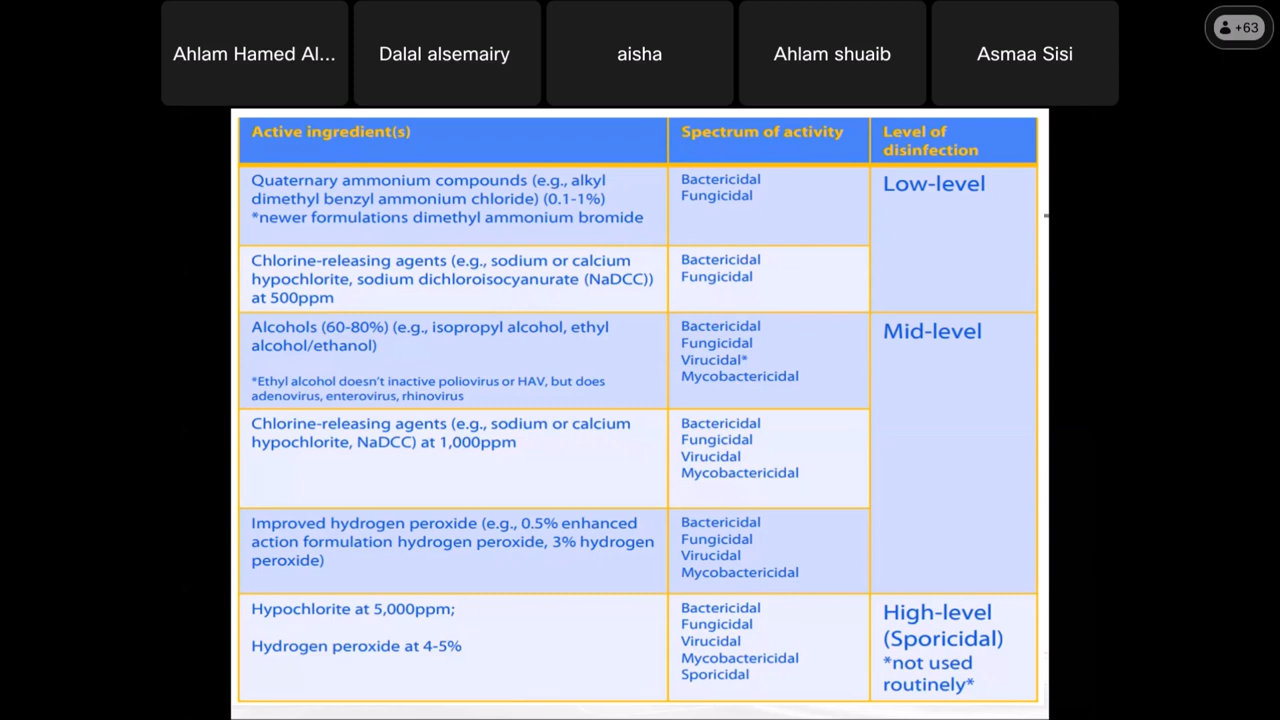 Ahlam Hamed Al...
Dalal alsemairy
aisha
Ahlam shuaib
Asmaa Sisi
+63
Active ingredient(s)
Spectrum of activity
Level of
disinfection
Quaternary ammonium compounds (e.g., alkyl
dimethyl benzyl ammonium chloride) (0.1-1%)
*newer formulations dimethyl ammonium bromide
Bactericidal
Fungicidal
Low-level
Chlorine-releasing agents (e.g., sodium or calcium
hypochlorite, sodium dichloroisocyanurate (NaDCC))
at 500ppm
Bactericidal
Fungicidal
Alcohols (60-80%) (e.g., isopropyl alcohol, ethyl
alcohol/ethanol)
*Ethyl alcohol doesn't inactive poliovirus or HAV, but does
adenovirus, enterovirus, rhinovirus
Bactericidal
Fungicidal
Virucidal*
Mycobactericidal
Mid-level
Chlorine-releasing agents (e.g., sodium or calcium
hypochlorite, NaDCC) at 1,000ppm
Bactericidal
Fungicidal
Virucidal
Mycobactericidal
Improved hydrogen peroxide (e.g., 0.5% enhanced
action formulation hydrogen peroxide, 3% hydrogen
peroxide)
Bactericidal
Fungicidal
Virucidal
Mycobactericidal
Hypochlorite at 5,000ppm;
Hydrogen peroxide at 4-5%
Bactericidal
Fungicidal
Virucidal
Mycobactericidal
Sporicidal
High-level
(Sporicidal)
*not used
routinely*